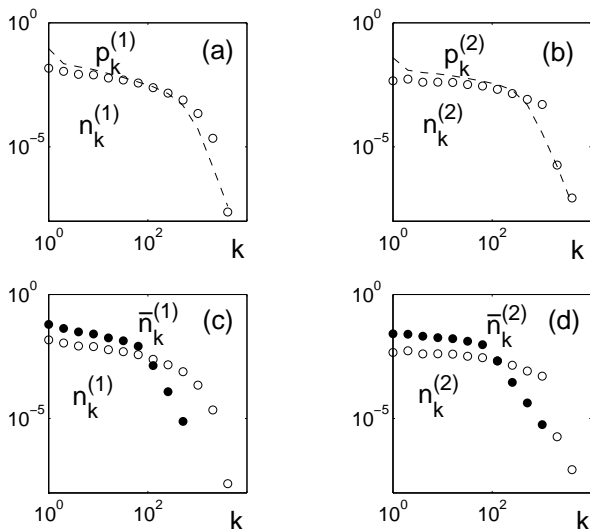 10^0
p_k^(1)
(a)
n_k^(1)
10^-5
10^0
10^2
k
10^0
p_k^(2)
(b)
n_k^(2)
10^-5
10^0
10^2
k
10^0
n̄_k^(1)
(c)
n_k^(1)
10^-5
10^0
10^2
k
10^0
n̄_k^(2)
(d)
n_k^(2)
10^-5
10^0
10^2
k